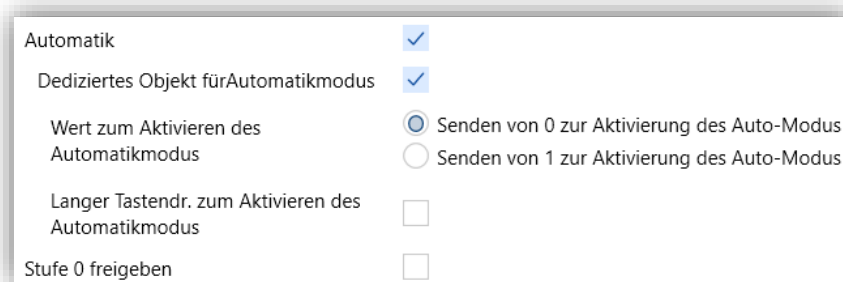 Automatik
Dediziertes Objekt fürAutomatikmodus
Wert zum Aktivieren des
Automatikmodus
Senden von 0 zur Aktivierung des Auto-Modus
Senden von 1 zur Aktivierung des Auto-Modus
Langer Tastendr. zum Aktivieren des
Automatikmodus
Stufe 0 freigeben